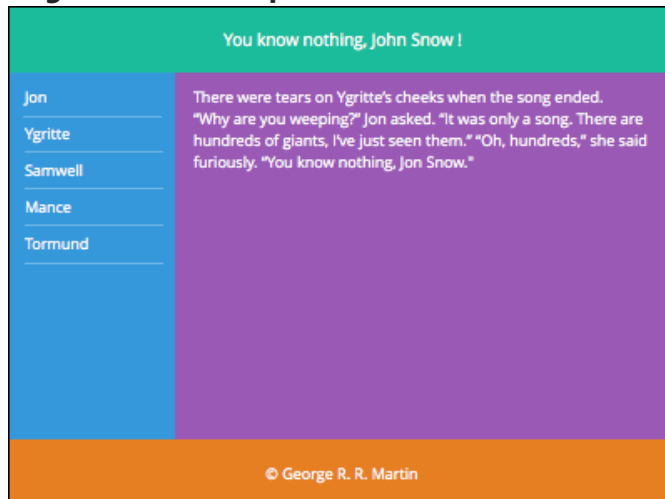 You know nothing, John Snow !
Jon
Ygritte
Samwell
Mance
Tormund
There were tears on Ygritte’s cheeks when the song ended.
“Why are you weeping?” Jon asked. “It was only a song. There are
hundreds of giants, I’ve just seen them.” “Oh, hundreds,” she said
furiously. “You know nothing, Jon Snow."
© George R. R. Martin